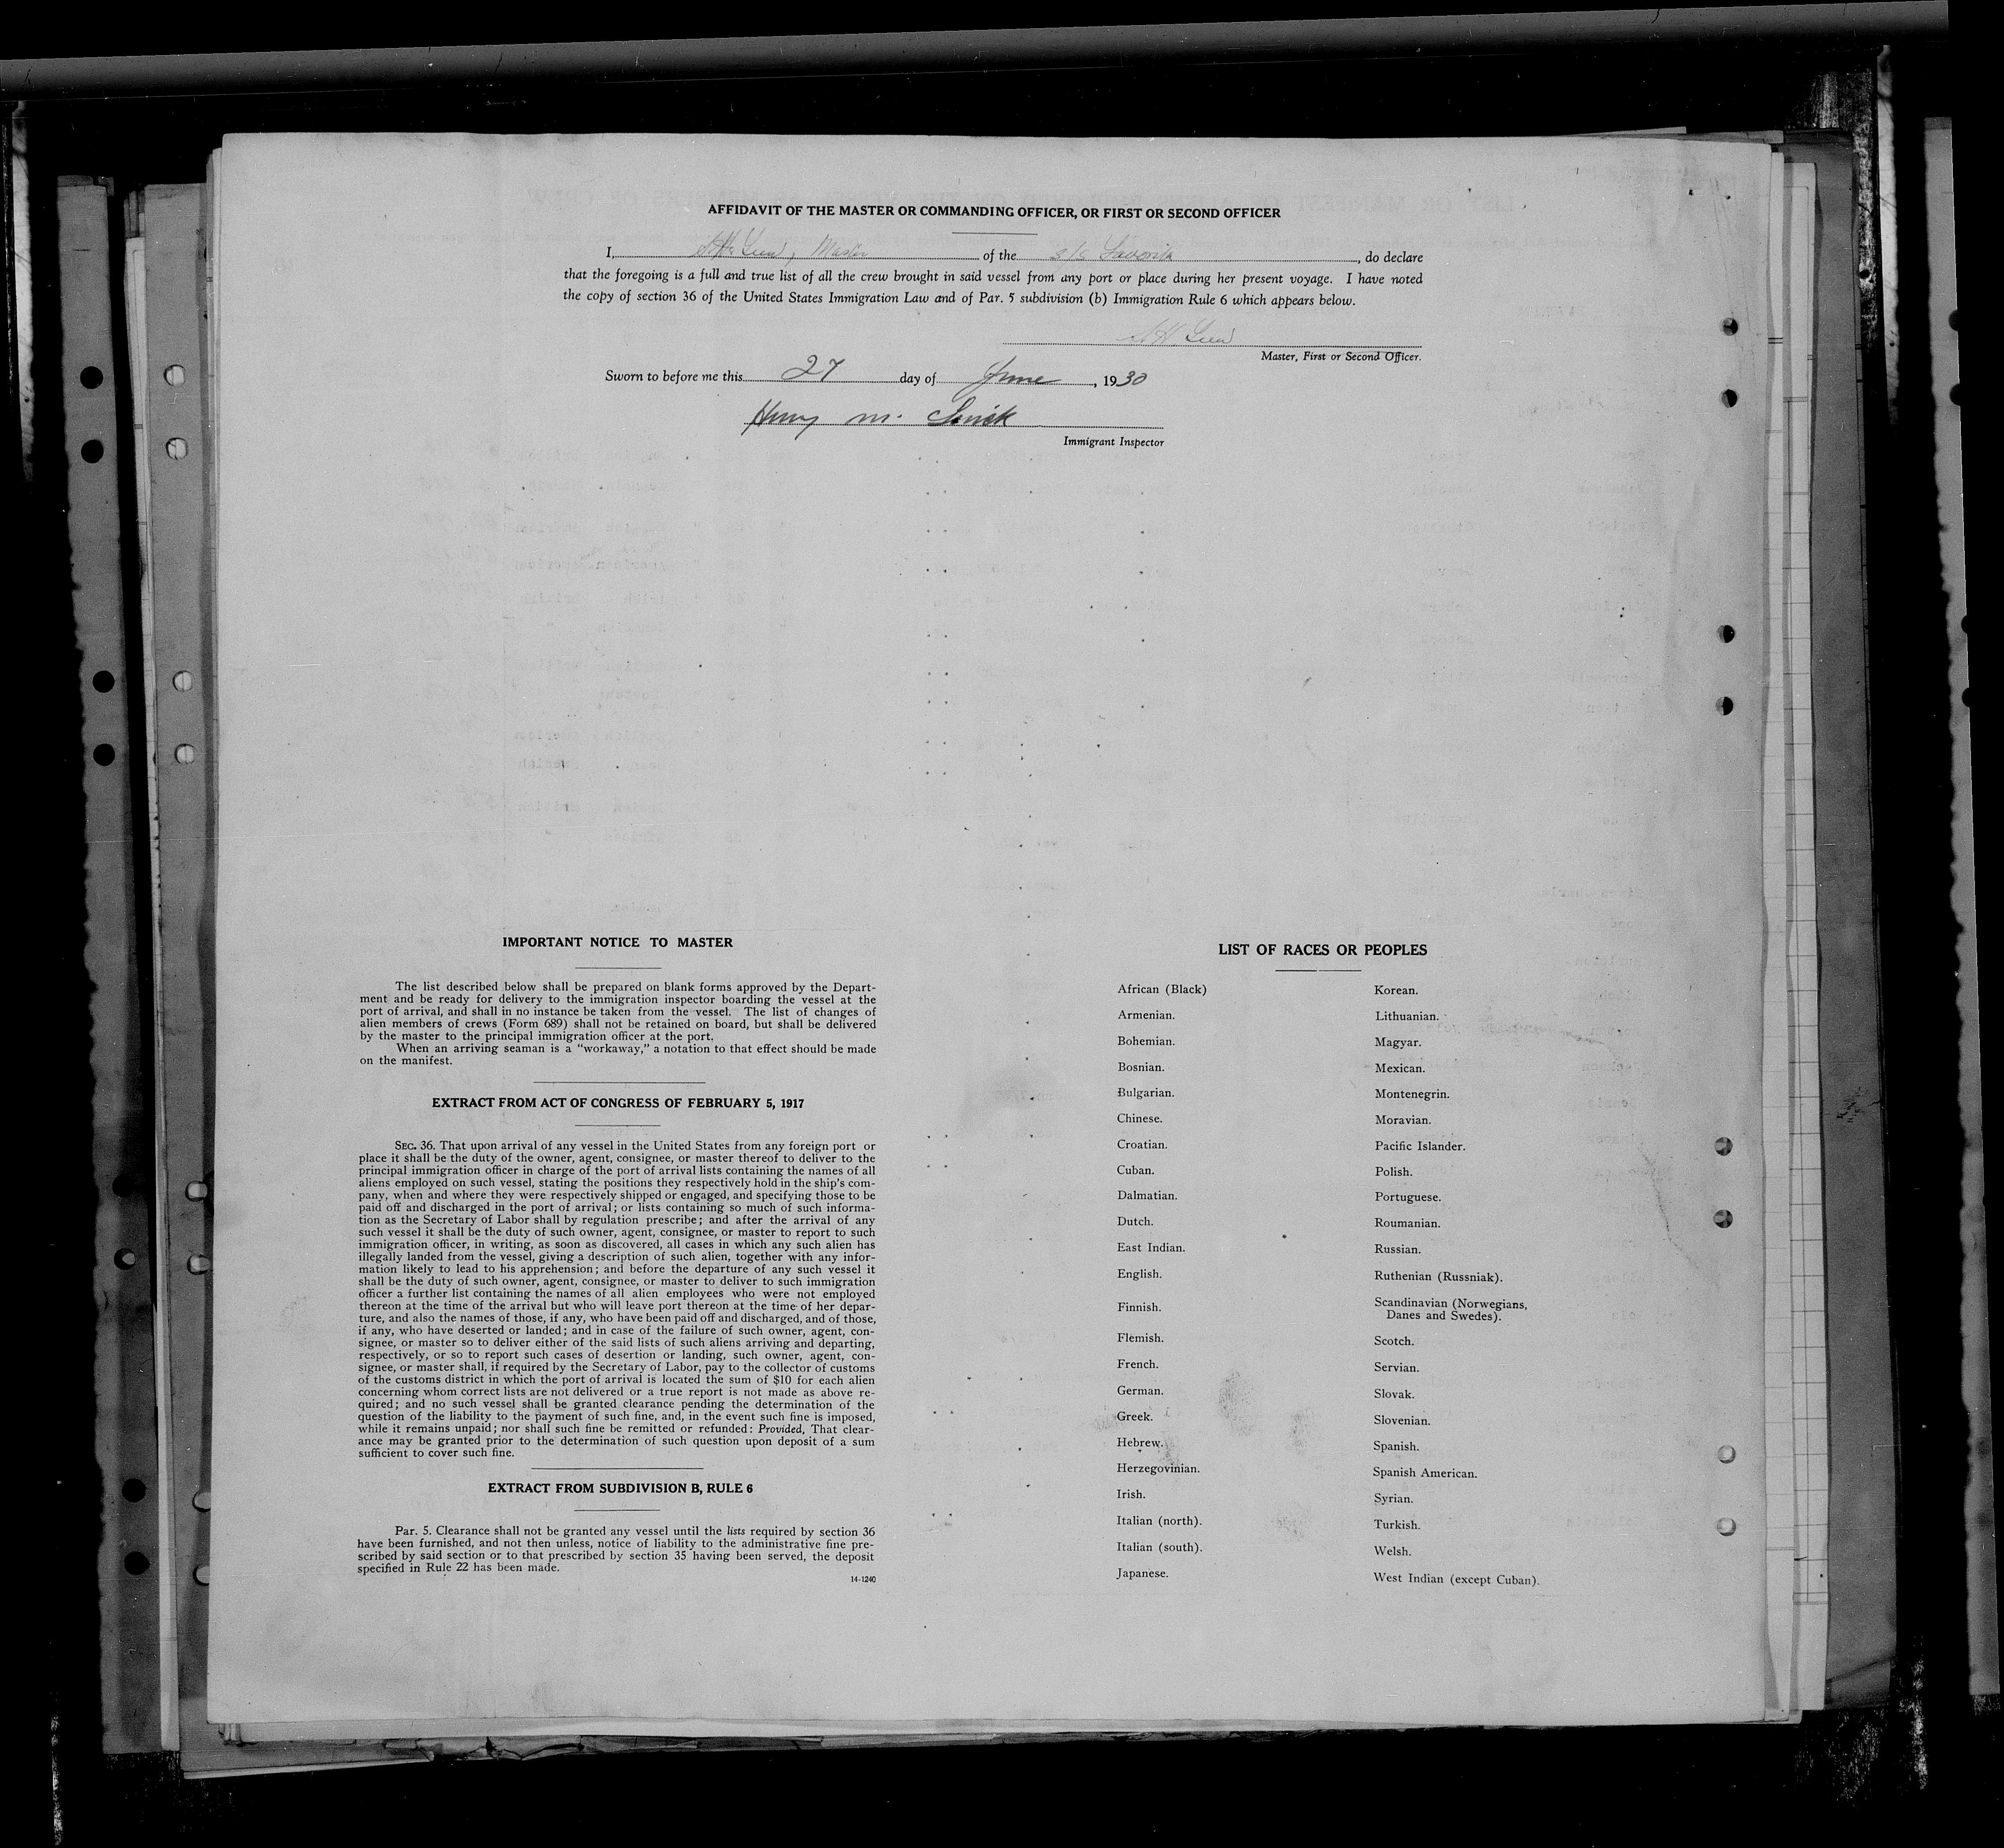 AFFIDAVIT OF THE MASTER OR COMMANDING OFFICER, OR FIRST OR SECOND OFFICER
I, Master of the s/s do declare
that the foregoing is a full and true list of all the crew brought in said vessel from any port or place during her present voyage. I have noted
the copy of section 36 of the United States Immigration Law and of Par. 5 subdivision (b) Immigration Rule 6 which appears below.
Master, First or Second Officer.
Sworn to before me this 27 day of June, 1930
Henry M.
Immigrant Inspector
IMPORTANT NOTICE TO MASTER
The list described below shall be prepared on blank forms approved by the Depart-
ment and be ready for delivery to the immigration inspector boarding the vessel at the
port of arrival, and shall in no instance be taken from the vessel. The list of changes of
alien members of crews (Form 689) shall not be retained on board, but shall be delivered
by the master to the principal immigration officer at the port.
When an arriving seaman is a “workaway,” a notation to that effect should be made
on the manifest.
EXTRACT FROM ACT OF CONGRESS OF FEBRUARY 5, 1917
SEC. 36. That upon arrival of any vessel in the United States from any foreign port or
place it shall be the duty of the owner, agent, consignee, or master thereof to deliver to the
principal immigration officer in charge of the port of arrival lists containing the names of all
aliens employed on such vessel, stating the positions they respectively hold in the ship's com-
pany, when and where they were respectively shipped or engaged, and specifying those to be
paid off and discharged in the port of arrival; or lists containing so much of such informa-
tion as the Secretary of Labor shall by regulation prescribe; and after the arrival of any
such vessel it shall be the duty of such owner, agent, consignee, or master to report to such
immigration officer, in writing, as soon as discovered, all cases in which any such alien has
illegally landed from the vessel, giving a description of such alien, together with any infor-
mation likely to lead to his apprehension; and before the departure of any such vessel it
shall be the duty of such owner, agent, consignee, or master to deliver to such immigration
officer a further list containing the names of all alien employees who were not employed
thereon at the time of the arrival but who will leave port thereon at the time of her depar-
ture, and also the names of those, if any, who have been paid off and discharged, and of those,
if any, who have deserted or landed; and in case of the failure of such owner, agent, con-
signee, or master so to deliver either of the said lists of such aliens arriving and departing,
respectively, or so to report such cases of desertion or landing, such owner, agent, con-
signee, or master shall, if required by the Secretary of Labor, pay to the collector of customs
of the customs district in which the port of arrival is located the sum of $10 for each alien
concerning whom correct lists are not delivered or a true report is not made as above re-
quired; and no such vessel shall be granted clearance pending the determination of the
question of the liability to the payment of such fine, and, in the event such fine is imposed,
while it remains unpaid; nor shall such fine be remitted or refunded: Provided, That clear-
ance may be granted prior to the determination of such question upon deposit of a sum
sufficient to cover such fine.
EXTRACT FROM SUBDIVISION B, RULE 6
Par. 5. Clearance shall not be granted any vessel until the lists required by section 36
have been furnished, and not then unless, notice of liability to the administrative fine pre-
scribed by said section or to that prescribed by section 35 having been served, the deposit
specified in Rule 22 has been made.
14-1240
LIST OF RACES OR PEOPLES
African (Black)
Armenian.
Bohemian.
Bosnian.
Bulgarian.
Chinese.
Croatian.
Cuban.
Dalmatian.
Dutch.
East Indian.
English.
Finnish.
Flemish.
French.
German.
Greek.
Hebrew.
Herzegovinian.
Irish.
Italian (north).
Italian (south).
Japanese.
Korean.
Lithuanian.
Magyar.
Mexican.
Montenegrin.
Moravian.
Pacific Islander.
Polish.
Portuguese.
Roumanian.
Russian.
Ruthenian (Russniak).
Scandinavian (Norwegians,
Danes and Swedes).
Scotch.
Servian.
Slovak.
Slovenian.
Spanish.
Spanish American.
Syrian.
Turkish.
Welsh.
West Indian (except Cuban).